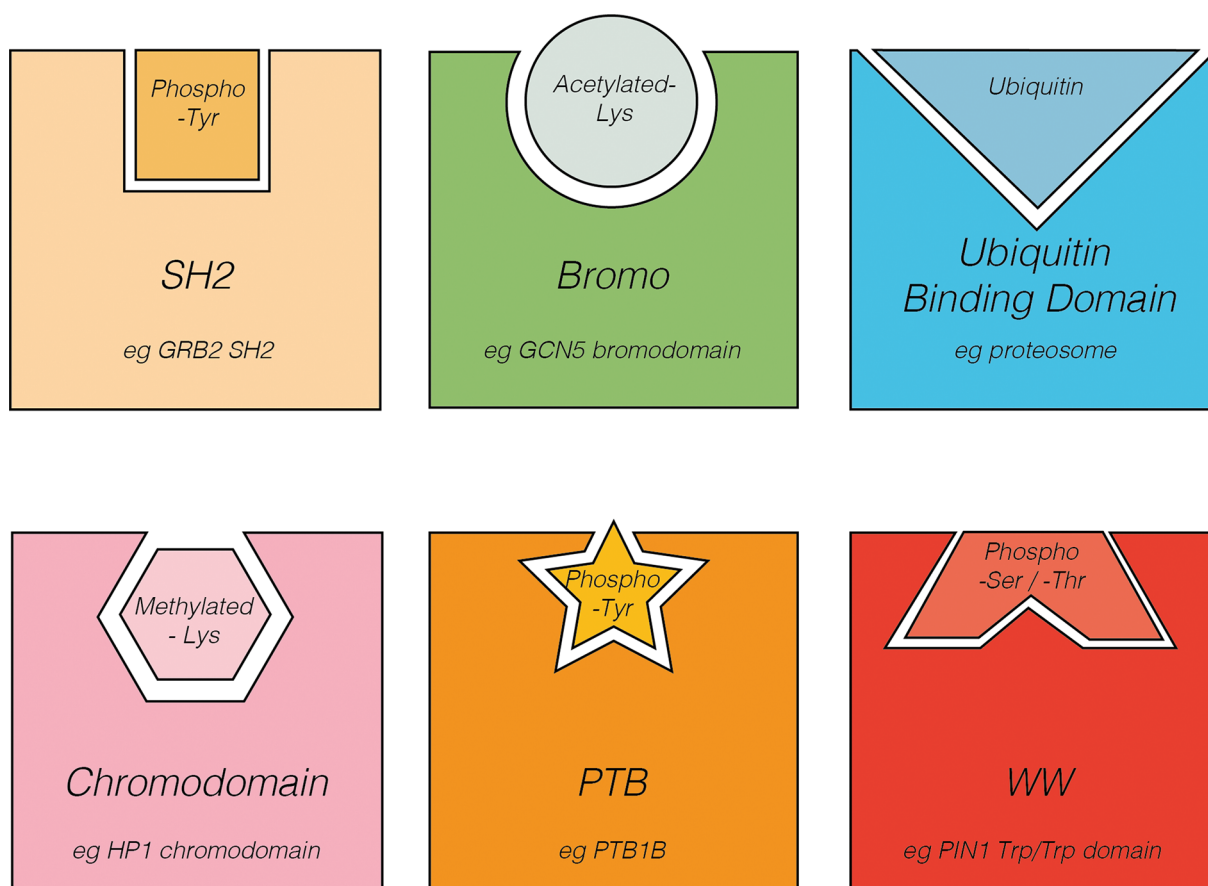 Phospho
-Tyr
SH2
eg GRB2 SH2
Acetylated-
Lys
Bromo
eg GCN5 bromodomain
Ubiquitin
Ubiquitin
Binding Domain
eg proteosome
Methylated
- Lys
Chromodomain
eg HP1 chromodomain
Phospho
-Tyr
PTB
eg PTB1B
Phospho
-Ser / -Thr
WW
eg PIN1 Trp/Trp domain